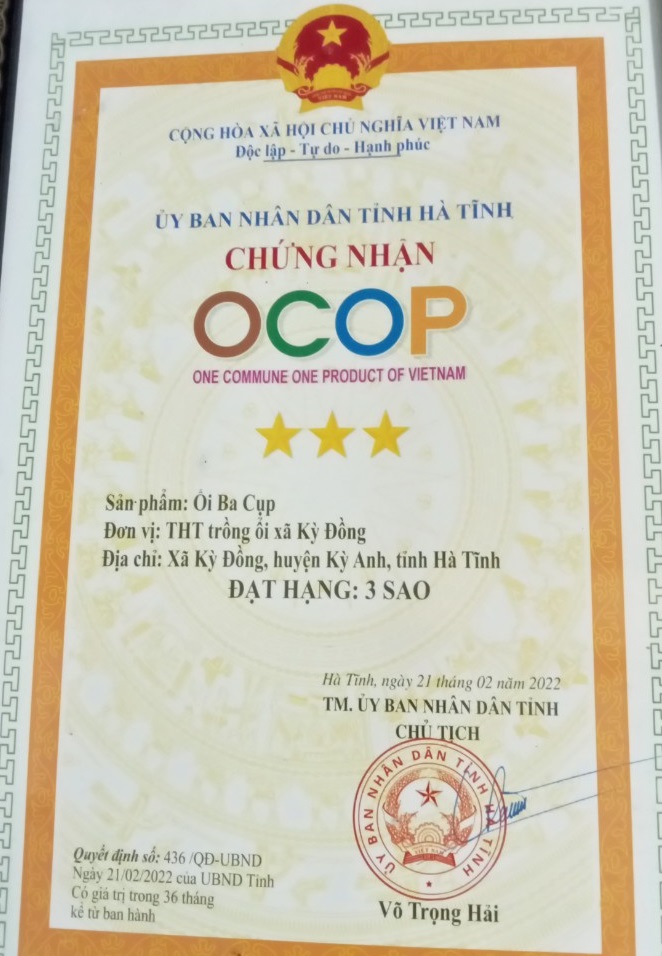 CỘNG HÒA XÃ HỘI CHỦ NGHĨA VIỆT NAM
Độc lập - Tự do - Hạnh phúc
ỦY BAN NHÂN DÂN TỈNH HÀ TĨNH
CHỨNG NHẬN
OCOP
ONE COMMUNE ONE PRODUCT OF VIETNAM
Sản phẩm: Ổi Ba Cụp
Đơn vị: THT trồng ổi xã Kỳ Đồng
Địa chỉ: Xã Kỳ Đồng, huyện Kỳ Anh, tỉnh Hà Tĩnh
ĐẠT HẠNG: 3 SAO
Hà Tĩnh, ngày 21 tháng 02 năm 2022
TM. ỦY BAN NHÂN DÂN TỈNH
CHỦ TỊCH
ỦY BAN NHÂN DÂN TỈNH HÀ TĨNH
VIỆT NAM
Võ Trọng Hải
Quyết định số: 436 /QĐ-UBND
Ngày 21/02/2022 của UBND Tỉnh
Có giá trị trong 36 tháng
kể từ ban hành